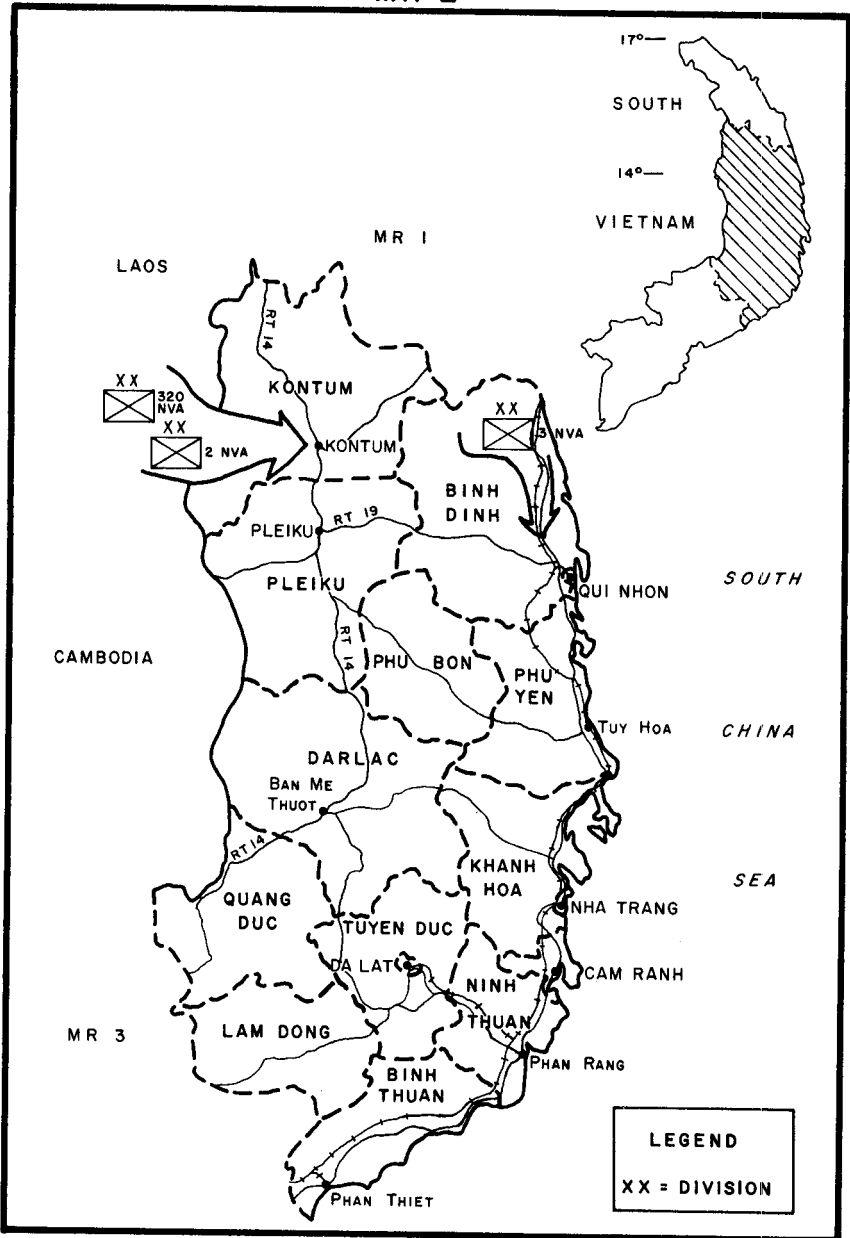 17°
SOUTH
14°
VIETNAM
MR 1
LAOS
RT 14
KONTUM
XX
320
NVA
XX
2 NVA
KONTUM
XX
3 NVA
BINH
DINH
PLEIKU
RT 19
PLEIKU
QUI NHON
SOUTH
RT 14
CAMBODIA
PHU BON
PHU
YEN
TUY HOA
CHINA
DARLAC
BAN ME
THUOT
RT 14
KHANH
HOA
SEA
QUANG
DUC
NHA TRANG
TUYEN DUC
DA LAT
CAM RANH
NINH
THUAN
MR 3
LAM DONG
PHAN RANG
BINH
THUAN
LEGEND
XX = DIVISION
PHAN THIET